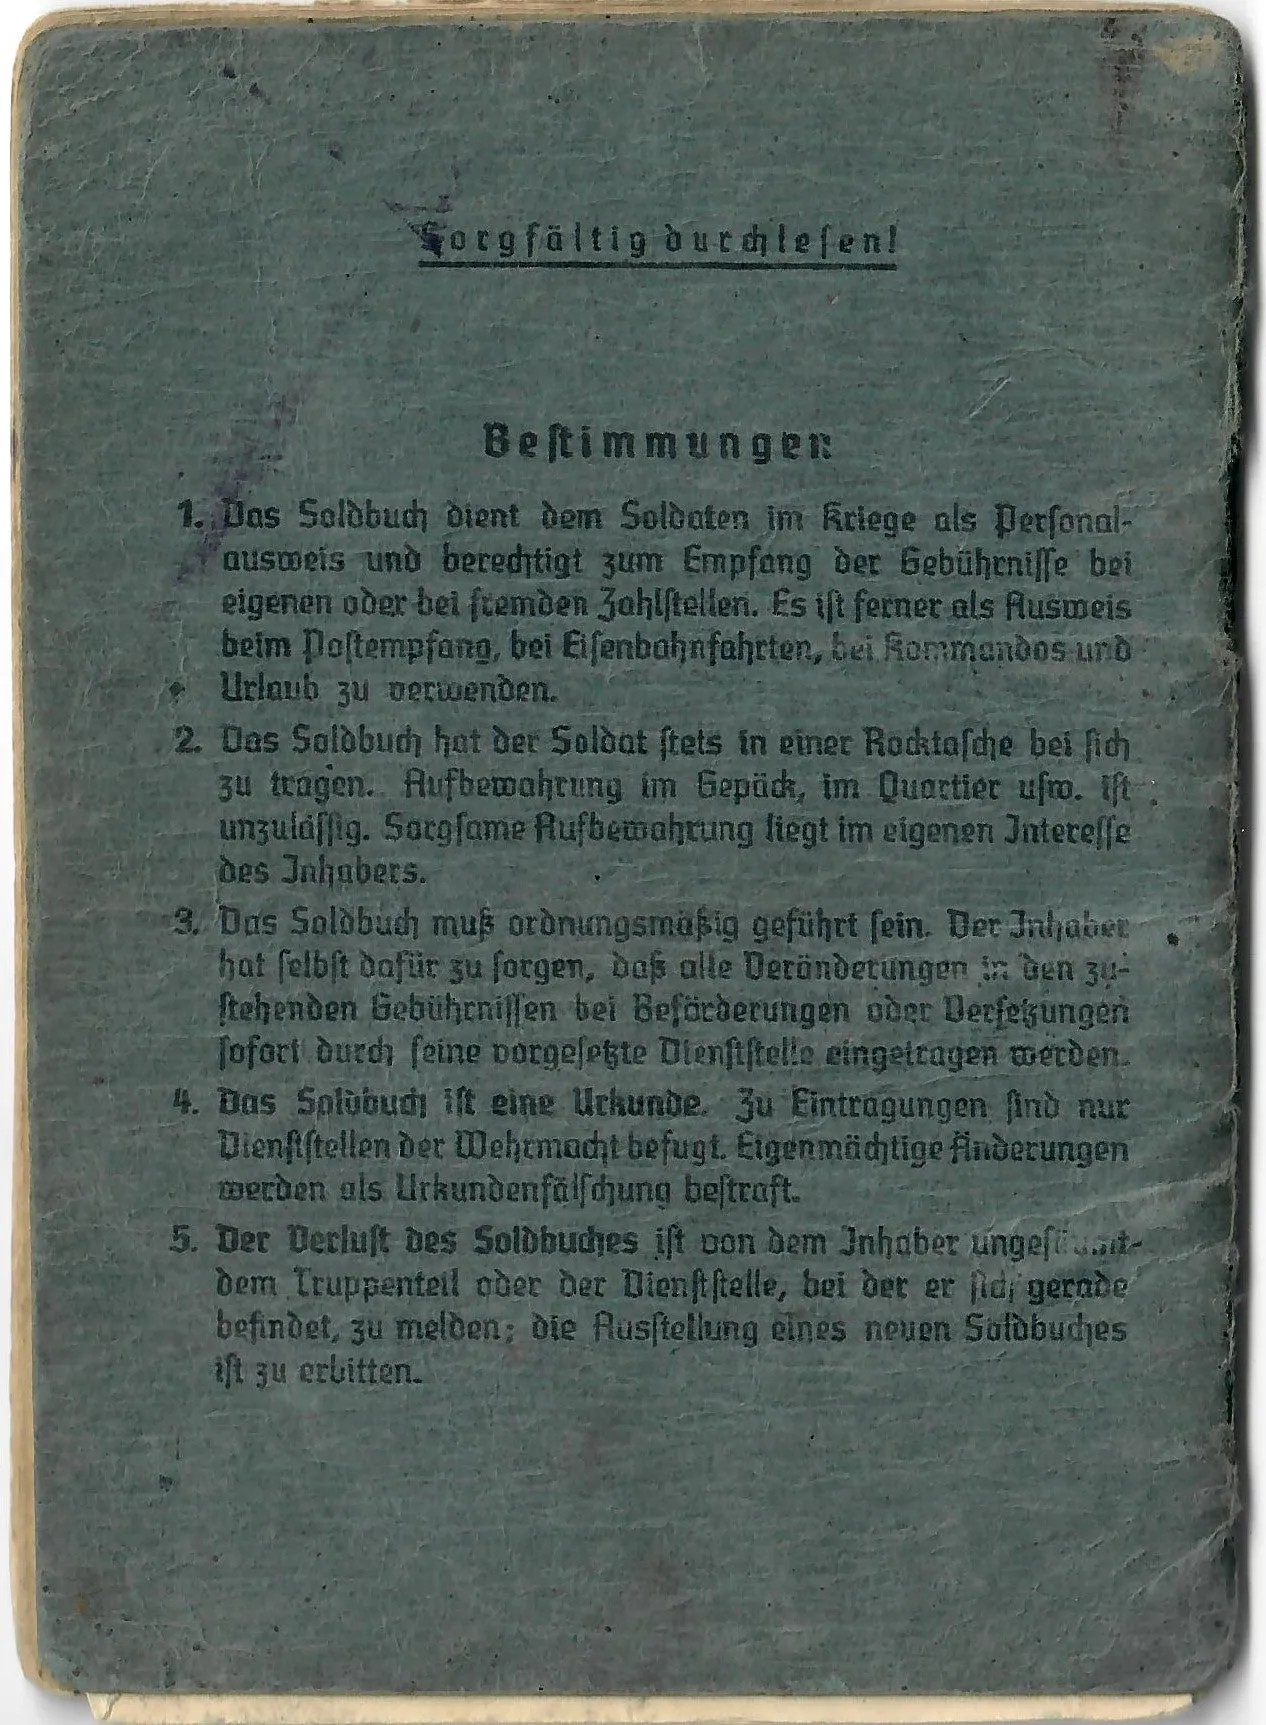 Sorgfältig durchlesen!
Bestimmungen
1. Das Soldbuch dient dem Soldaten im Kriege als Personal-
ausweis und berechtigt zum Empfang der Gebührnisse bei
eigenen oder bei fremden Zahlstellen. Es ist ferner als Ausweis
beim Postempfang, bei Eisenbahnfahrten, bei Kommandos und
Urlaub zu verwenden.
2. Das Soldbuch hat der Soldat stets in einer Rocktasche bei sich
zu tragen. Aufbewahrung im Gepäck, im Quartier usw. ist
unzulässig. Sorgsame Aufbewahrung liegt im eigenen Interesse
des Inhabers.
3. Das Soldbuch muß ordnungsmäßig geführt sein. Der Inhaber
hat selbst dafür zu sorgen, daß alle Veränderungen in den zu-
stehenden Gebührnissen bei Beförderungen oder Versetzungen
sofort durch seine vorgesetzte Dienststelle eingetragen werden.
4. Das Soldbuch ist eine Urkunde. Zu Eintragungen sind nur
Dienststellen der Wehrmacht befugt. Eigenmächtige Änderungen
werden als Urkundenfälschung bestraft.
5. Der Verlust des Soldbuches ist von dem Inhaber
dem Truppenteil oder der Dienststelle, bei der er sich gerade
befindet, zu melden; die Ausstellung eines neuen Soldbuches
ist zu erbitten.